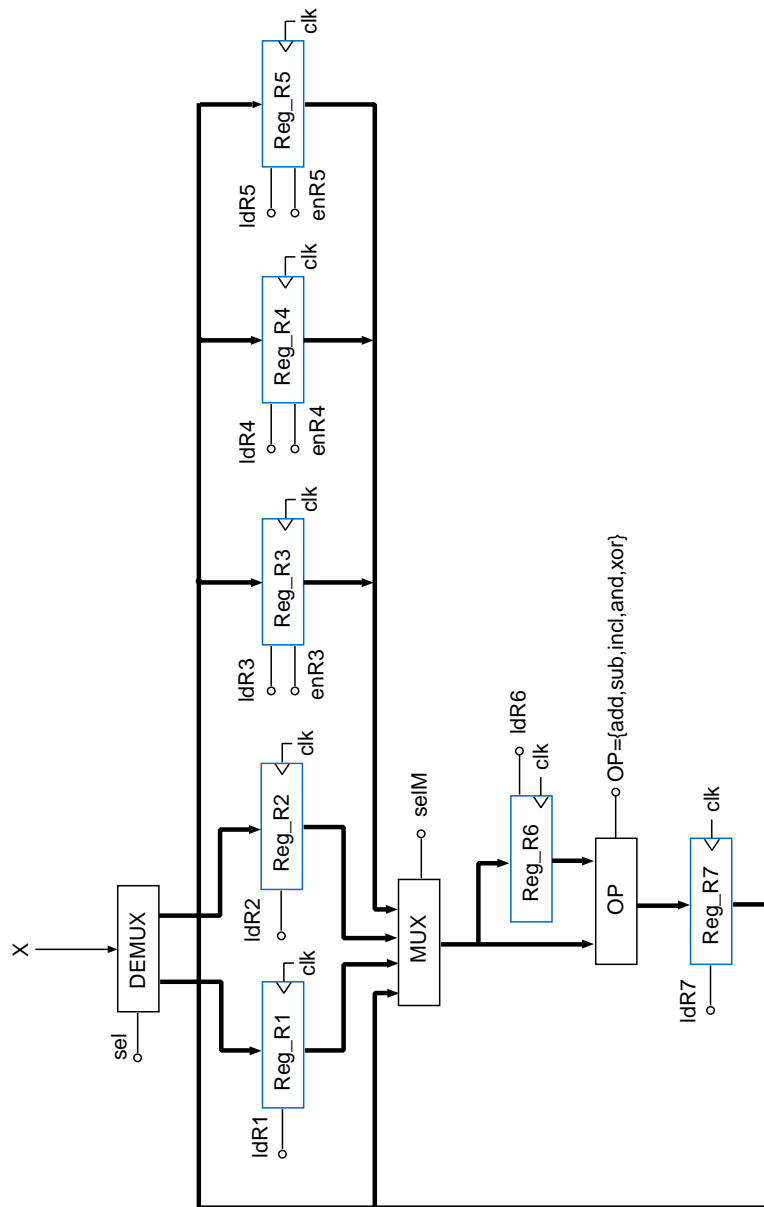 X
DEMUX
sel
ldR1
Reg_R1
clk
ldR2
Reg_R2
clk
ldR3
enR3
Reg_R3
clk
ldR4
enR4
Reg_R4
clk
ldR5
enR5
Reg_R5
clk
MUX
selM
Reg_R6
ldR6
clk
OP
OP={add,sub,incl,and,xor}
ldR7
Reg_R7
clk